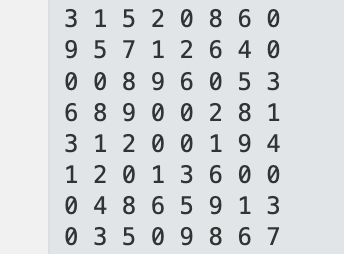 3 1 5 2 0 8 6 0
9 5 7 1 2 6 4 0
0 0 8 9 6 0 5 3
6 8 9 0 0 2 8 1
3 1 2 0 0 1 9 4
1 2 0 1 3 6 0 0
0 4 8 6 5 9 1 3
0 3 5 0 9 8 6 7